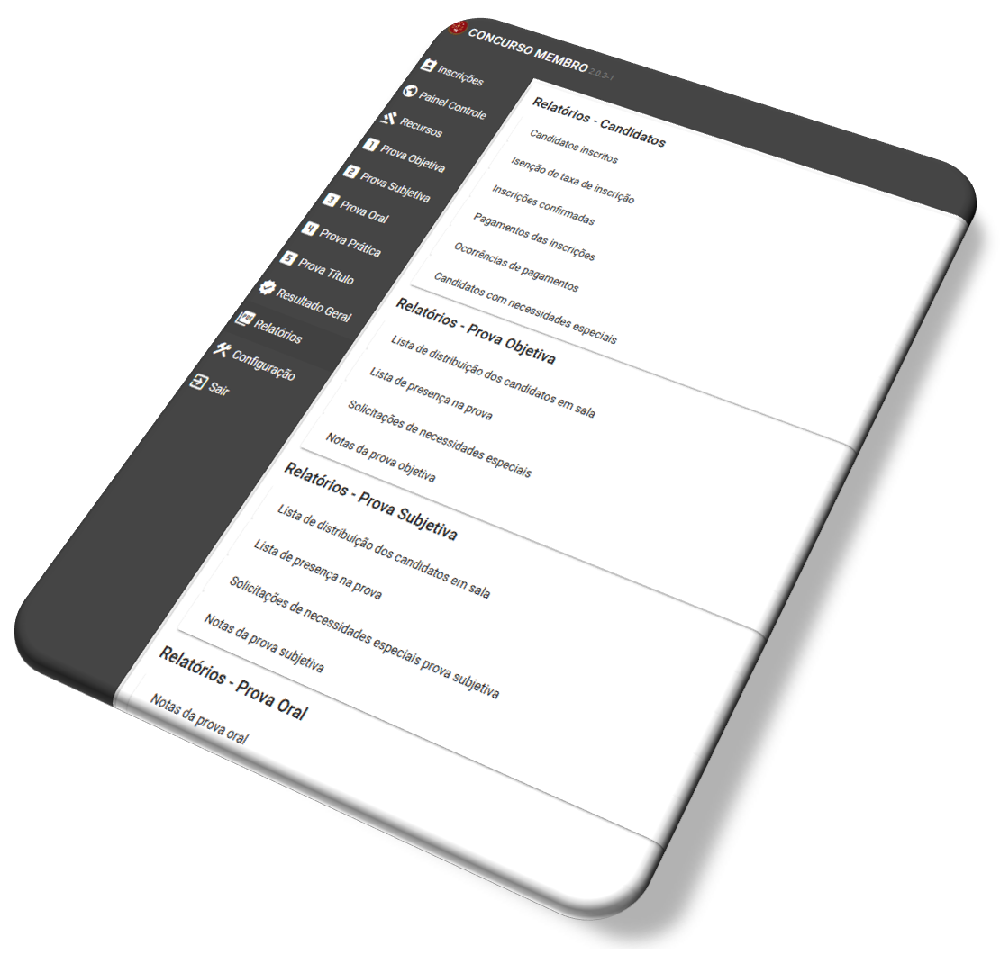 CONCURSO MEMBRO 2.0.3-1
Inscrições
Painel Controle
Recursos
1 Prova Objetiva
2 Prova Subjetiva
3 Prova Oral
4 Prova Prática
5 Prova Título
Resultado Geral
PDF Relatórios
Configuração
Sair
Relatórios - Candidatos
Candidatos inscritos
Isenção de taxa de inscrição
Inscrições confirmadas
Pagamentos das inscrições
Ocorrências de pagamentos
Candidatos com necessidades especiais
Relatórios - Prova Objetiva
Lista de distribuição dos candidatos em sala
Lista de presença na prova
Solicitações de necessidades especiais
Notas da prova objetiva
Relatórios - Prova Subjetiva
Lista de distribuição dos candidatos em sala
Lista de presença na prova
Solicitações de necessidades especiais prova subjetiva
Notas da prova subjetiva
Relatórios - Prova Oral
Notas da prova oral